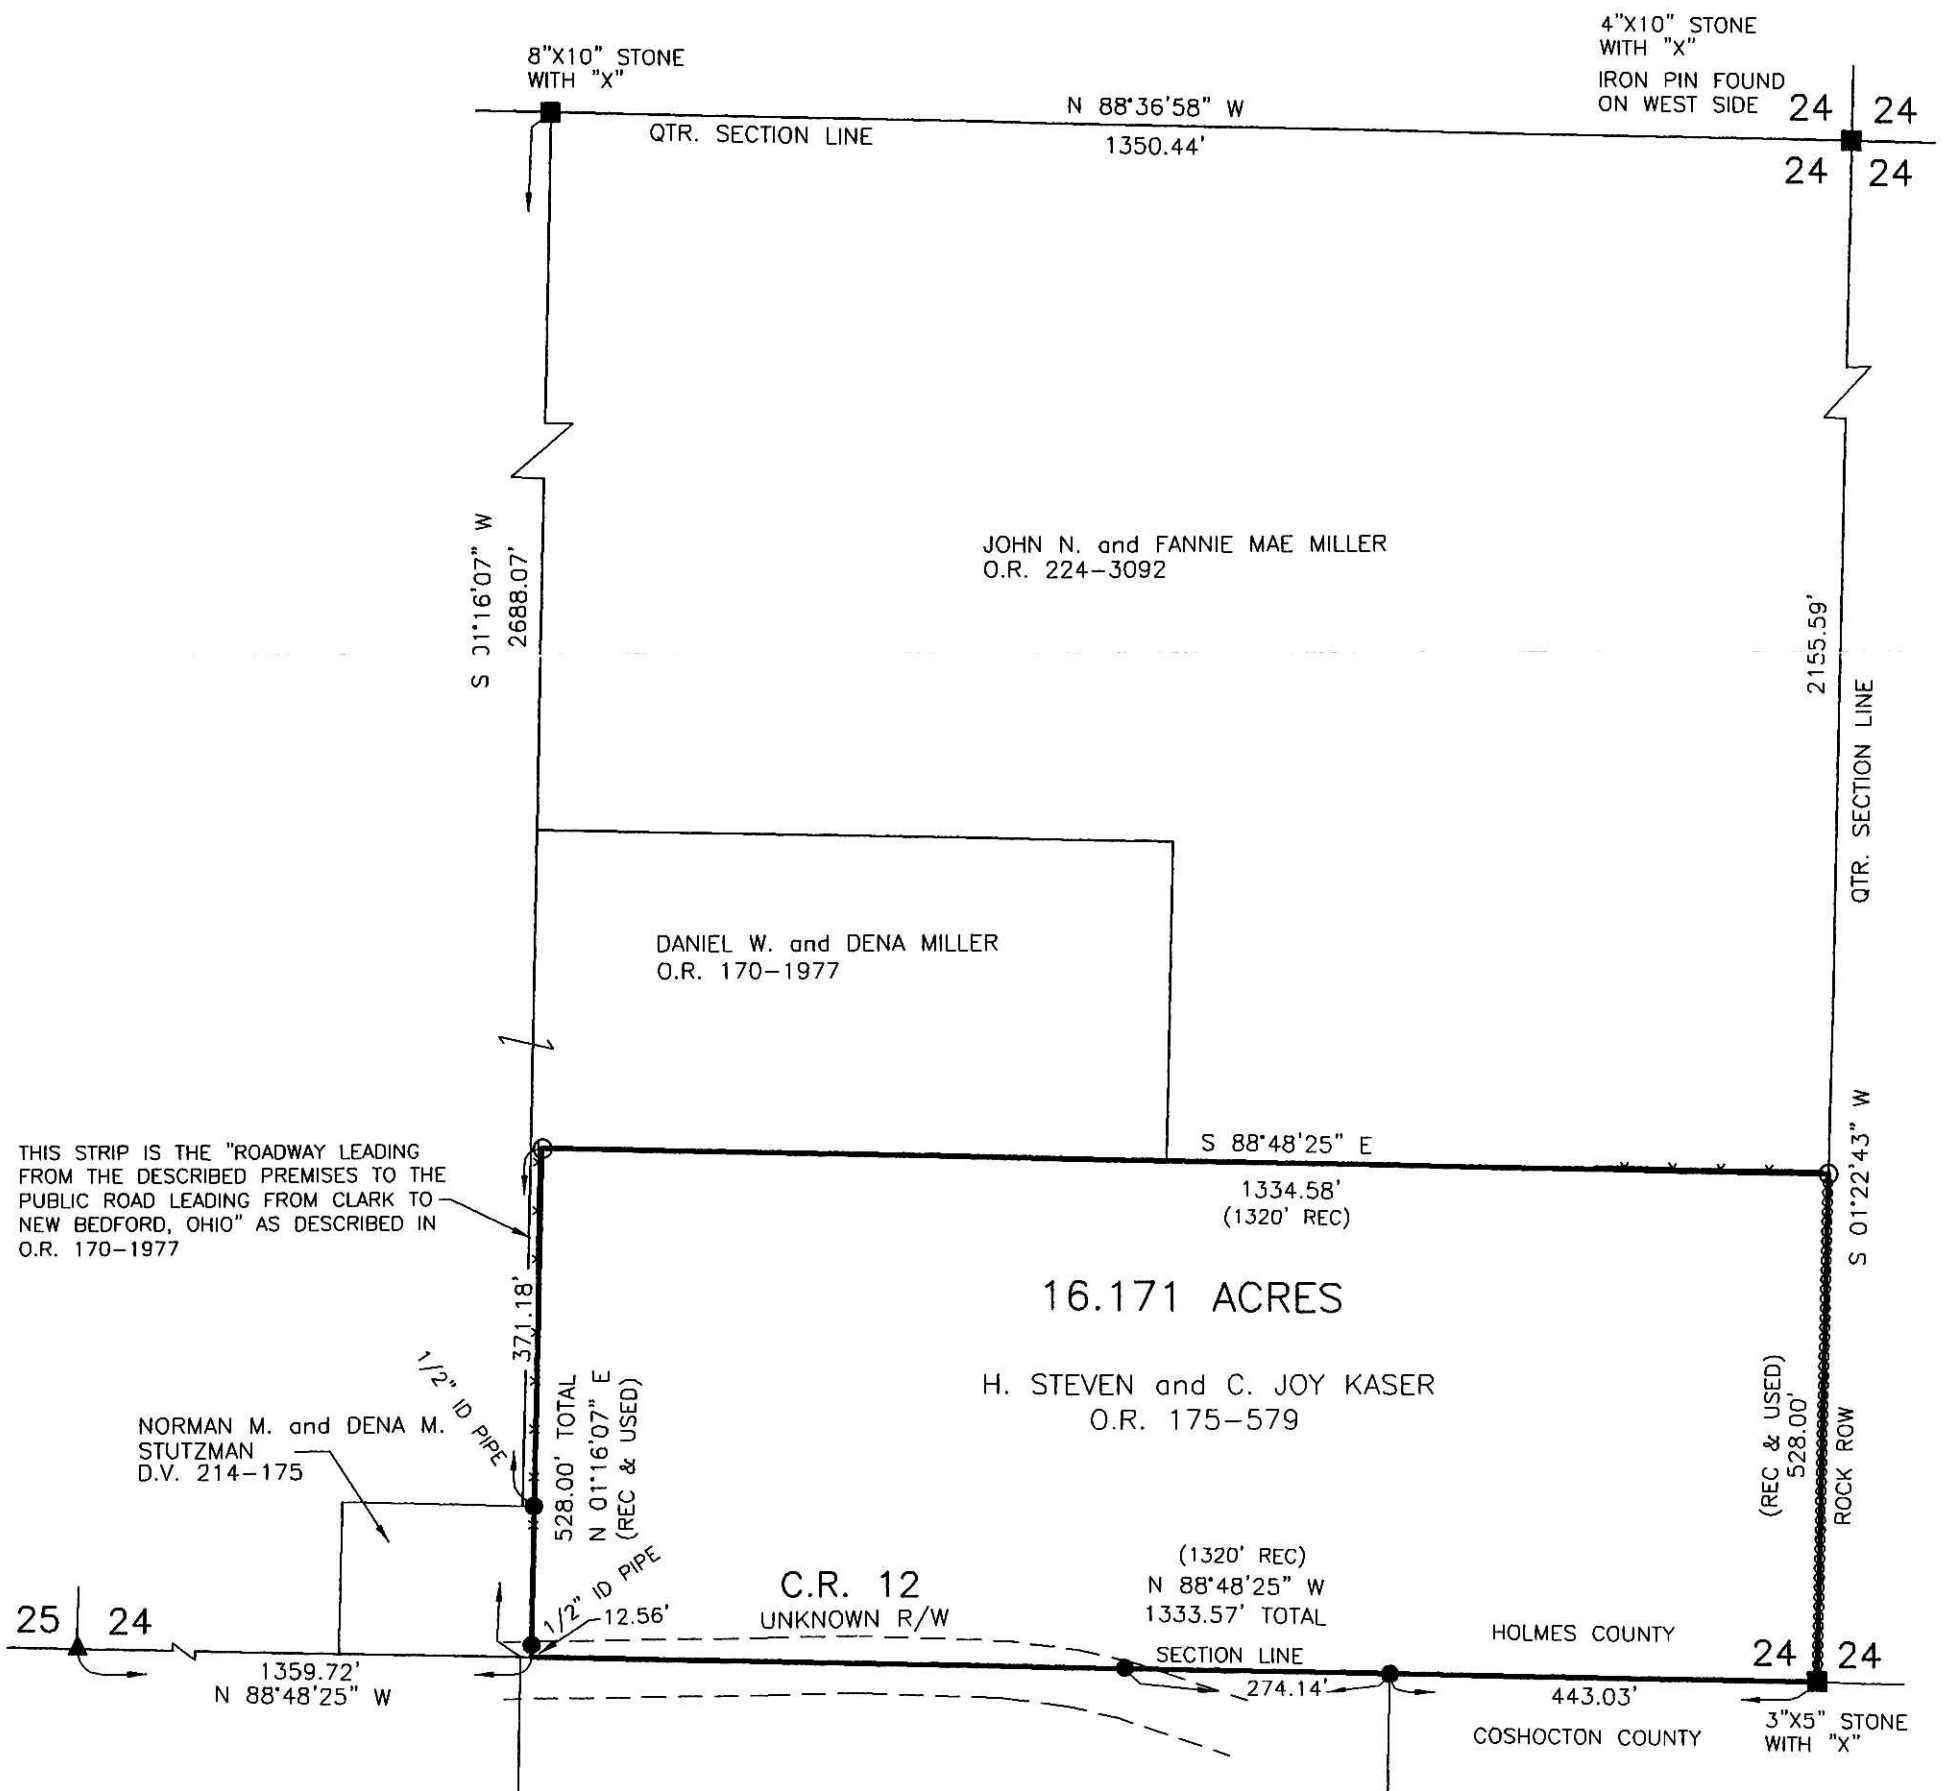 8"X10" STONE
WITH "X"
4"X10" STONE
WITH "X"
IRON PIN FOUND
ON WEST SIDE
24 24
24 24
N 88°36'58" W
QTR. SECTION LINE
1350.44'
S 01°16'07" W
2688.07'
JOHN N. and FANNIE MAE MILLER
O.R. 224-3092
2155.59'
QTR. SECTION LINE
DANIEL W. and DENA MILLER
O.R. 170-1977
S 01°22'43" W
THIS STRIP IS THE "ROADWAY LEADING
FROM THE DESCRIBED PREMISES TO THE
PUBLIC ROAD LEADING FROM CLARK TO
NEW BEDFORD, OHIO" AS DESCRIBED IN
O.R. 170-1977
S 88°48'25" E
1334.58'
(1320' REC)
371.18'
16.171 ACRES
H. STEVEN and C. JOY KASER
O.R. 175-579
1/2" ID PIPE
528.00' TOTAL
N 01°16'07" E
(REC & USED)
(REC & USED)
528.00'
ROCK ROW
NORMAN M. and DENA M.
STUTZMAN
D.V. 214-175
1/2" ID PIPE
12.56'
C.R. 12
UNKNOWN R/W
(1320' REC)
N 88°48'25" W
1333.57' TOTAL
SECTION LINE
HOLMES COUNTY
25 24
24 24
1359.72'
N 88°48'25" W
274.14'
443.03'
COSHOCTON COUNTY
3"X5" STONE
WITH "X"